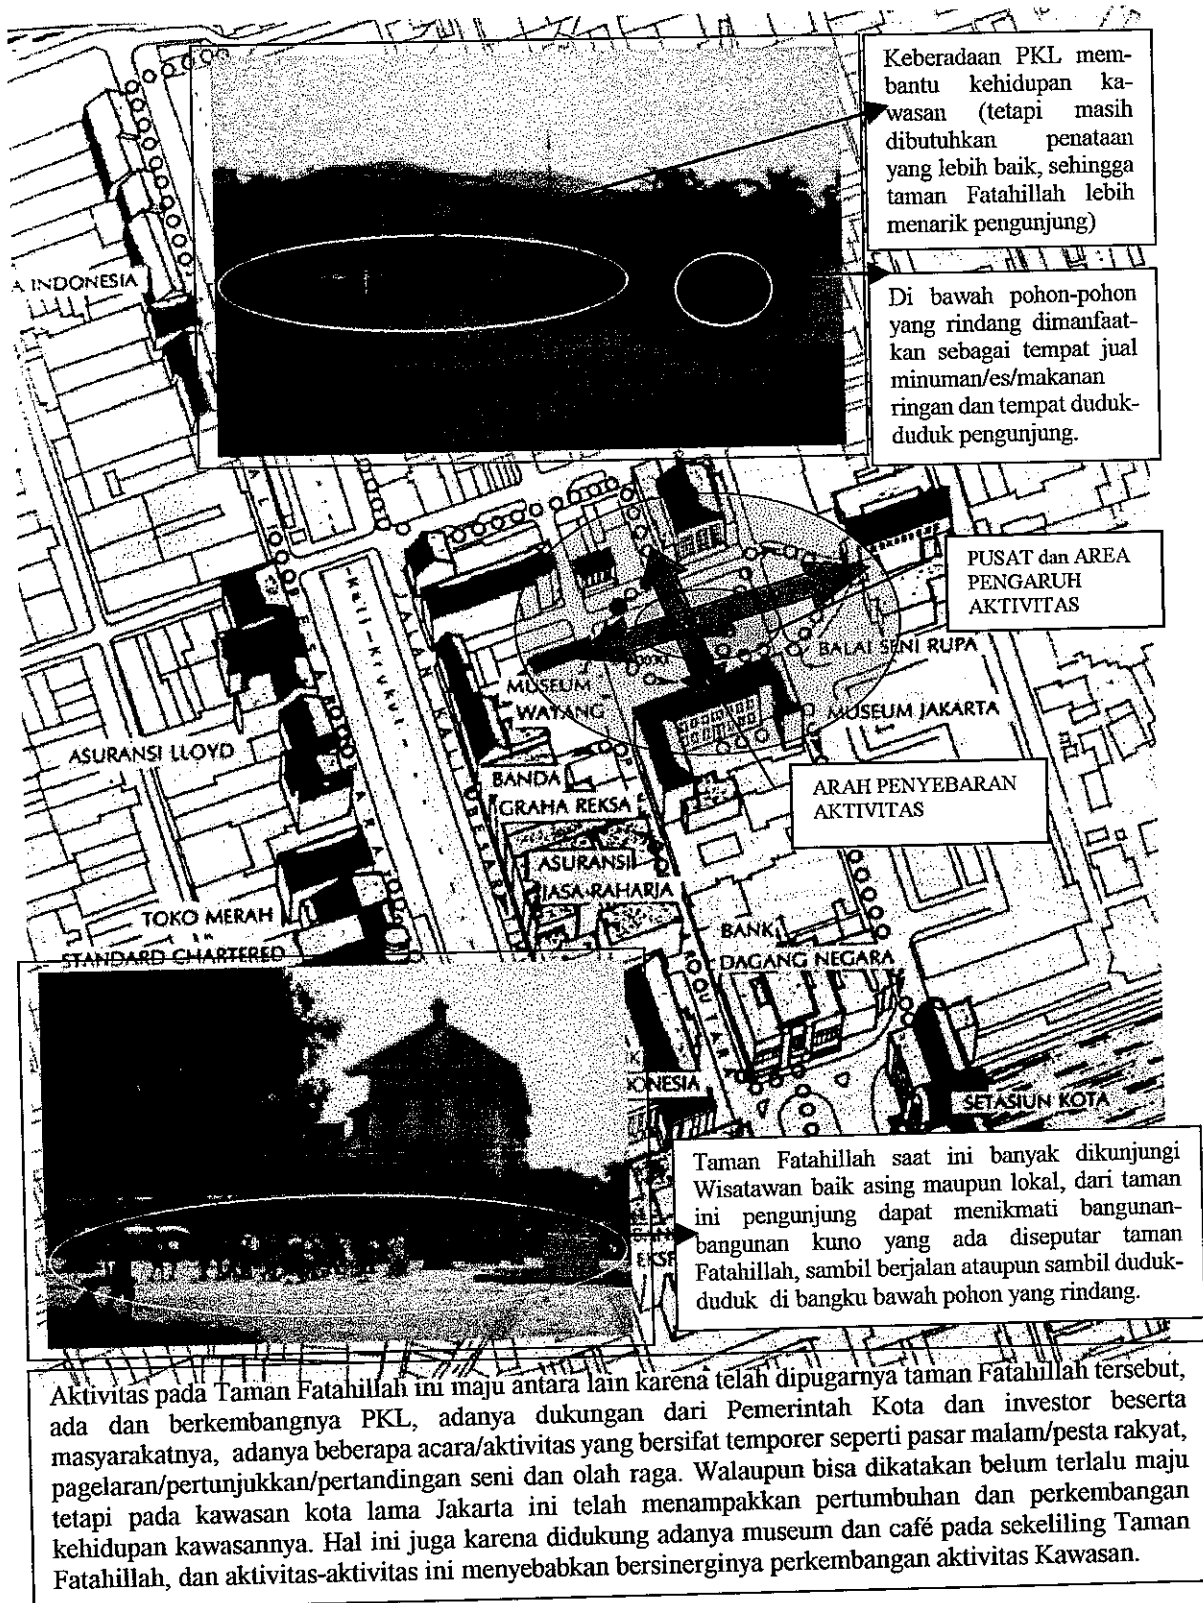 Keberadaan PKL mem-
bantu kehidupan ka-
wasan (tetapi masih
dibutuhkan penataan
yang lebih baik, sehingga
taman Fatahillah lebih
menarik pengunjung)
Di bawah pohon-pohon
yang rindang dimanfaat-
kan sebagai tempat jual
minuman/es/makanan
ringan dan tempat duduk-
duduk pengunjung.
A INDONESIA
PUSAT dan AREA
PENGARUH
AKTIVITAS
BALAI SENI RUPA
MUSEUM
WAYANG
MUSEUM JAKARTA
ASURANSI LLOYD
Kali-Krukut
JALAN KALI BESAR
BANDA
GRAHA REKSA
ARAH PENYEBARAN
AKTIVITAS
ASURANSI
JASA RAHARJA
TOKO MERAH
STANDARD CHARTERED
BANK
DAGANG NEGARA
ONESIA
SETASIUN KOTA
EKSP
Taman Fatahillah saat ini banyak dikunjungi
Wisatawan baik asing maupun lokal, dari taman
ini pengunjung dapat menikmati bangunan-
bangunan kuno yang ada diseputar taman
Fatahillah, sambil berjalan ataupun sambil duduk-
duduk di bangku bawah pohon yang rindang.
Aktivitas pada Taman Fatahillah ini maju antara lain karena telah dipugarnya taman Fatahillah tersebut,
ada dan berkembangnya PKL, adanya dukungan dari Pemerintah Kota dan investor beserta
masyarakatnya, adanya beberapa acara/aktivitas yang bersifat temporer seperti pasar malam/pesta rakyat,
pagelaran/pertunjukkan/pertandingan seni dan olah raga. Walaupun bisa dikatakan belum terlalu maju
tetapi pada kawasan kota lama Jakarta ini telah menampakkan pertumbuhan dan perkembangan
kehidupan kawasannya. Hal ini juga karena didukung adanya museum dan café pada sekeliling Taman
Fatahillah, dan aktivitas-aktivitas ini menyebabkan bersinerginya perkembangan aktivitas Kawasan.